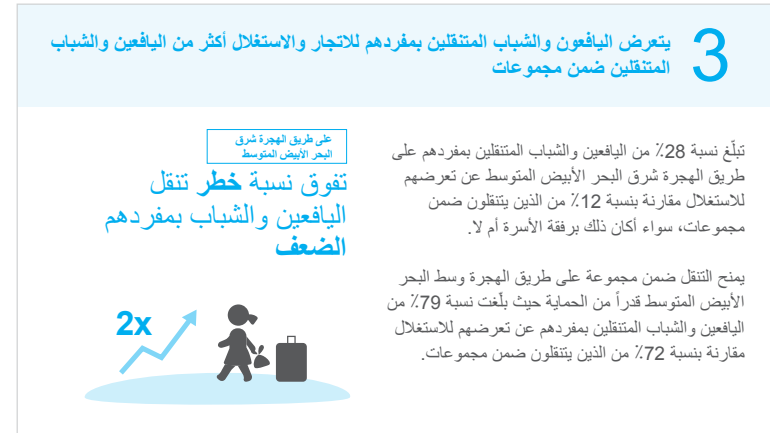 3
يتعرض اليافعون والشباب المتنقلين بمفردهم للاتجار والاستغلال أكثر من اليافعين والشباب
المتنقلين ضمن مجموعات
تبلّغ نسبة 28٪ من اليافعين والشباب المتنقلين بمفردهم على
طريق الهجرة شرق البحر الأبيض المتوسط عن تعرضهم
للاستغلال مقارنة بنسبة 12٪ من الذين يتنقلون ضمن
مجموعات، سواء أكان ذلك برفقة الأسرة أم لا.
يمنح التنقل ضمن مجموعة على طريق الهجرة وسط البحر
الأبيض المتوسط قدراً من الحماية حيث بلّغت نسبة 79٪ من
اليافعين والشباب المتنقلين بمفردهم عن تعرضهم للاستغلال
مقارنة بنسبة 72٪ من الذين يتنقلون ضمن مجموعات.
على طريق الهجرة شرق
البحر الأبيض المتوسط
تفوق نسبة خطر تنقل
اليافعين والشباب بمفردهم
الضعف
2x